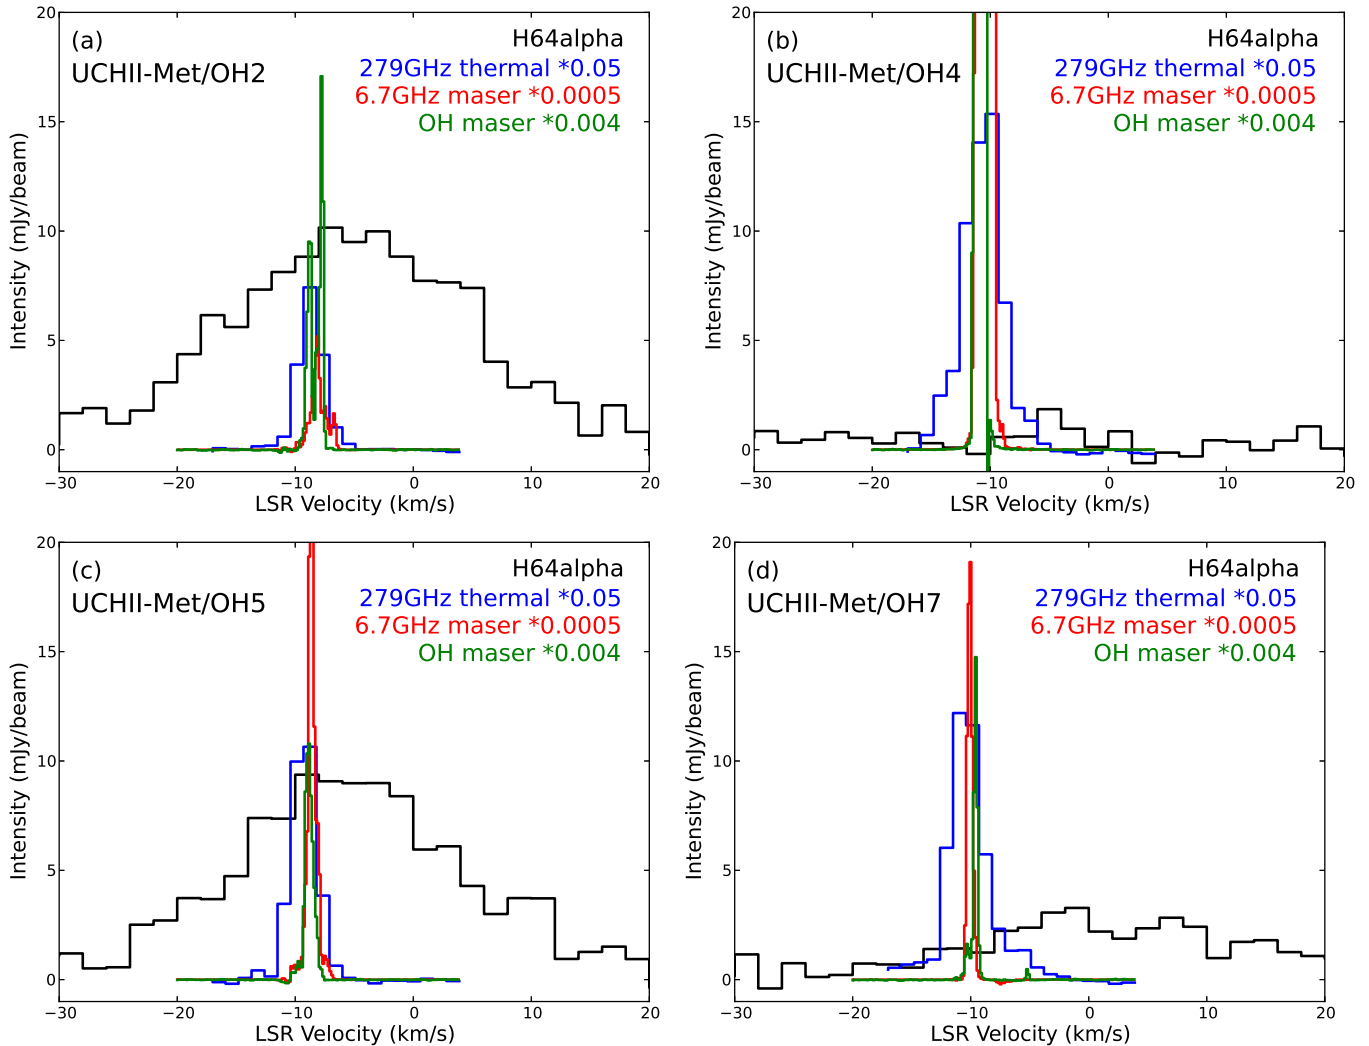 (a)
UCHII-Met/OH2
H64alpha
279GHz thermal *0.05
6.7GHz maser *0.0005
OH maser *0.004
Intensity (mJy/beam)
20
15
10
5
0
−30
−20
−10
0
10
20
LSR Velocity (km/s)
(b)
UCHII-Met/OH4
H64alpha
279GHz thermal *0.05
6.7GHz maser *0.0005
OH maser *0.004
Intensity (mJy/beam)
20
15
10
5
0
−30
−20
−10
0
10
20
LSR Velocity (km/s)
(c)
UCHII-Met/OH5
H64alpha
279GHz thermal *0.05
6.7GHz maser *0.0005
OH maser *0.004
Intensity (mJy/beam)
20
15
10
5
0
−30
−20
−10
0
10
20
LSR Velocity (km/s)
(d)
UCHII-Met/OH7
H64alpha
279GHz thermal *0.05
6.7GHz maser *0.0005
OH maser *0.004
Intensity (mJy/beam)
20
15
10
5
0
−30
−20
−10
0
10
20
LSR Velocity (km/s)